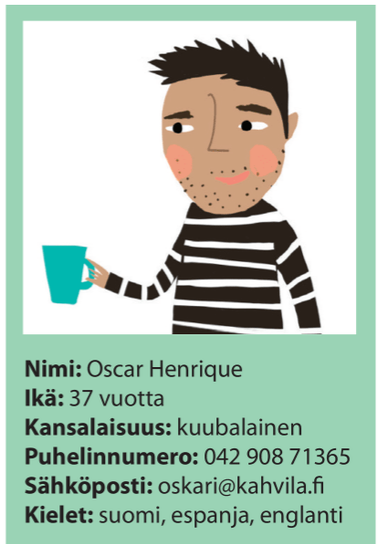 Nimi: Oscar Henrique
Ikä: 37 vuotta
Kansalaisuus: kuubalainen
Puhelinnumero: 042 908 71365
Sähköposti: oskari@kahvila.fi
Kielet: suomi, espanja, englanti